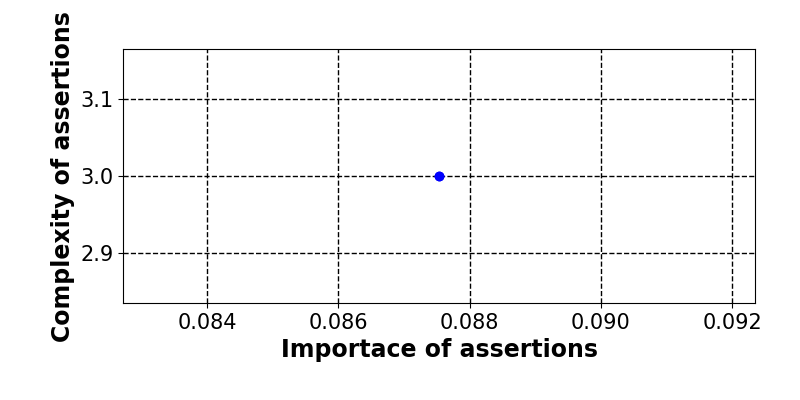 Complexity of assertions
3.1
3.0
2.9
0.084 0.086 0.088 0.090 0.092
Importace of assertions